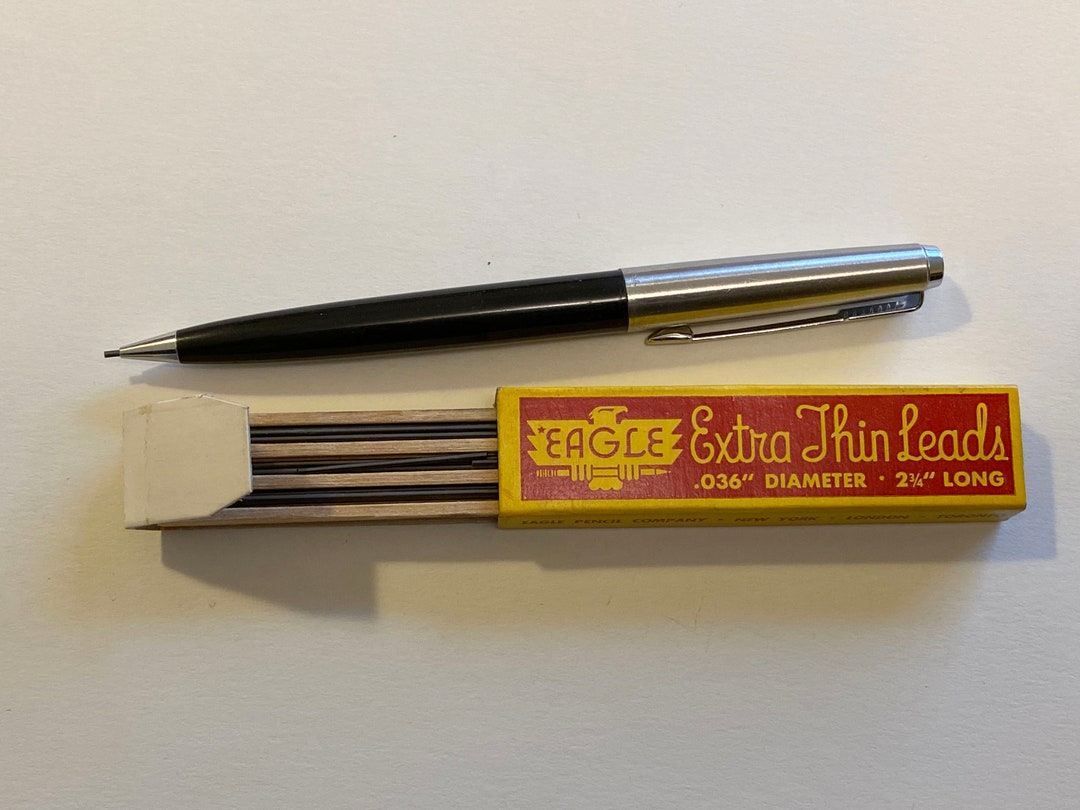 EAGLE
Extra Thin Leads
.036" DIAMETER · 2¾" LONG
EAGLE PENCIL COMPANY · NEW YORK LONDON TORONTO